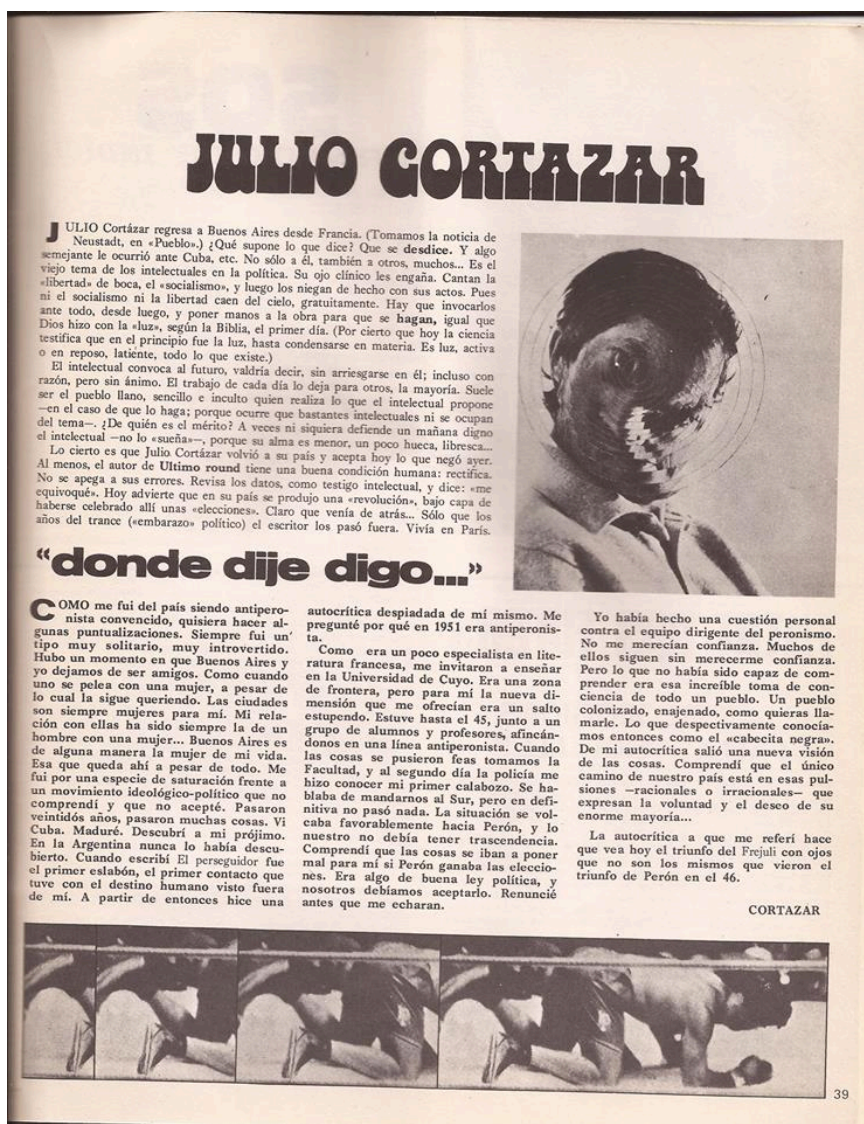 JULIO CORTAZAR
JULIO Cortázar regresa a Buenos Aires desde Francia. (Tomamos la noticia de
Neustadt, en «Pueblo».) ¿Qué supone lo que dice? Que se desdice. Y algo
semejante le ocurrió ante Cuba, etc. No sólo a él, también a otros, muchos... Es el
viejo tema de los intelectuales en la política. Su ojo clínico les engaña. Cantan la
«libertad» de boca, el «socialismo», y luego los niegan de hecho con sus actos. Pues
ni el socialismo ni la libertad caen del cielo, gratuitamente. Hay que invocarlos
ante todo, desde luego, y poner manos a la obra para que se hagan, igual que
Dios hizo con la «luz», según la Biblia, el primer día. (Por cierto que hoy la ciencia
testifica que en el principio fue la luz, hasta condensarse en materia. Es luz, activa
o en reposo, latiente, todo lo que existe.)
El intelectual convoca al futuro, valdría decir, sin arriesgarse en él; incluso con
razón, pero sin ánimo. El trabajo de cada día lo deja para otros, la mayoría. Suele
ser el pueblo llano, sencillo e inculto quien realiza lo que el intelectual propone
—en el caso de que lo haga; porque ocurre que bastantes intelectuales ni se ocupan
del tema—. ¿De quién es el mérito? A veces ni siquiera defiende un mañana digno
el intelectual —no lo «sueña»—, porque su alma es menor, un poco hueca, libresca...
Lo cierto es que Julio Cortázar volvió a su país y acepta hoy lo que negó ayer.
Al menos, el autor de Ultimo round tiene una buena condición humana: rectifica.
No se apega a sus errores. Revisa los datos, como testigo intelectual, y dice: «me
equivoqué». Hoy advierte que en su país se produjo una «revolución», bajo capa de
haberse celebrado allí unas «elecciones». Claro que venía de atrás... Sólo que los
años del trance («embarazo» político) el escritor los pasó fuera. Vivía en París.
“donde dije digo...”
COMO me fui del país siendo antipero-
nista convencido, quisiera hacer al-
gunas puntualizaciones. Siempre fui un
tipo muy solitario, muy introvertido.
Hubo un momento en que Buenos Aires y
yo dejamos de ser amigos. Como cuando
uno se pelea con una mujer, a pesar de
lo cual la sigue queriendo. Las ciudades
son siempre mujeres para mí. Mi rela-
ción con ellas ha sido siempre la de un
hombre con una mujer... Buenos Aires es
de alguna manera la mujer de mi vida.
Esa que queda ahí a pesar de todo. Me
fui por una especie de saturación frente a
un movimiento ideológico-político que no
comprendí y que no acepté. Pasaron
veintidós años, pasaron muchas cosas. Vi
Cuba. Maduré. Descubrí a mi prójimo.
En la Argentina nunca lo había descu-
bierto. Cuando escribí El perseguidor fue
el primer eslabón, el primer contacto que
tuve con el destino humano visto fuera
de mí. A partir de entonces hice una
autocrítica despiadada de mí mismo. Me
pregunté por qué en 1951 era antiperonis-
ta.
Como era un poco especialista en lite-
ratura francesa, me invitaron a enseñar
en la Universidad de Cuyo. Era una zona
de frontera, pero para mí la nueva di-
mensión que me ofrecían era un salto
estupendo. Estuve hasta el 45, junto a un
grupo de alumnos y profesores, afincán-
donos en una línea antiperonista. Cuando
las cosas se pusieron feas tomamos la
Facultad, y al segundo día la policía me
hizo conocer mi primer calabozo. Se ha-
blaba de mandarnos al Sur, pero en defi-
nitiva no pasó nada. La situación se vol-
caba favorablemente hacia Perón, y lo
nuestro no debía tener trascendencia.
Comprendí que las cosas se iban a poner
mal para mí si Perón ganaba las eleccio-
nes. Era algo de buena ley política, y
nosotros debíamos aceptarlo. Renuncié
antes que me echaran.
Yo había hecho una cuestión personal
contra el equipo dirigente del peronismo.
No me merecían confianza. Muchos de
ellos siguen sin merecerme confianza.
Pero lo que no había sido capaz de com-
prender era esa increíble toma de con-
ciencia de todo un pueblo. Un pueblo
colonizado, enajenado, como quieras lla-
marle. Lo que despectivamente conocía-
mos entonces como el «cabecita negra».
De mi autocrítica salió una nueva visión
de las cosas. Comprendí que el único
camino de nuestro país está en esas pul-
siones —racionales o irracionales— que
expresan la voluntad y el deseo de su
enorme mayoría...
La autocrítica a que me referí hace
que vea hoy el triunfo del Frejuli con ojos
que no son los mismos que vieron el
triunfo de Perón en el 46.
CORTAZAR
39